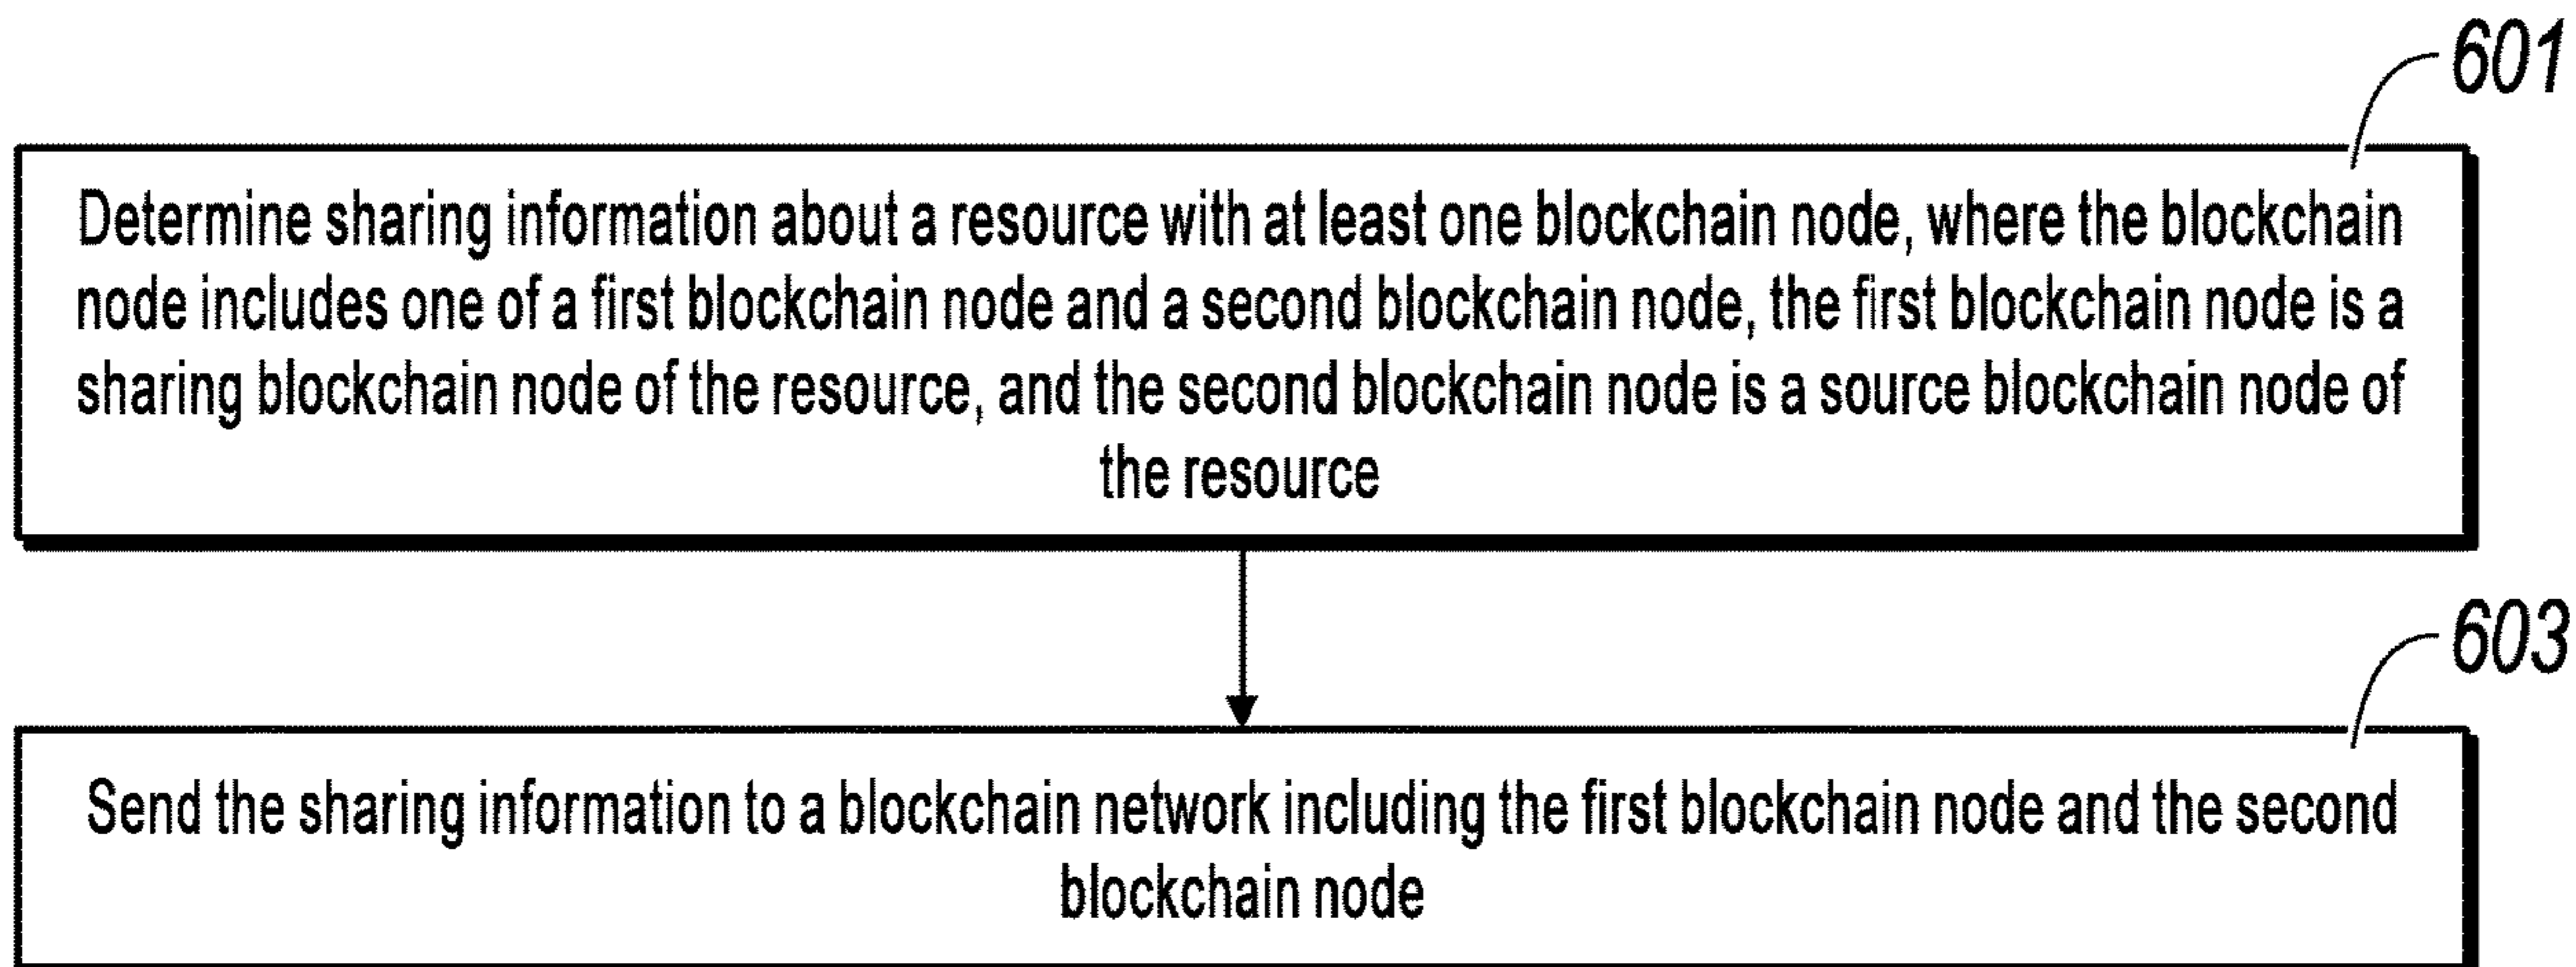 601
Determine sharing information about a resource with at least one blockchain node, where the blockchain
node includes one of a first blockchain node and a second blockchain node, the first blockchain node is a
sharing blockchain node of the resource, and the second blockchain node is a source blockchain node of
the resource
603
Send the sharing information to a blockchain network including the first blockchain node and the second
blockchain node